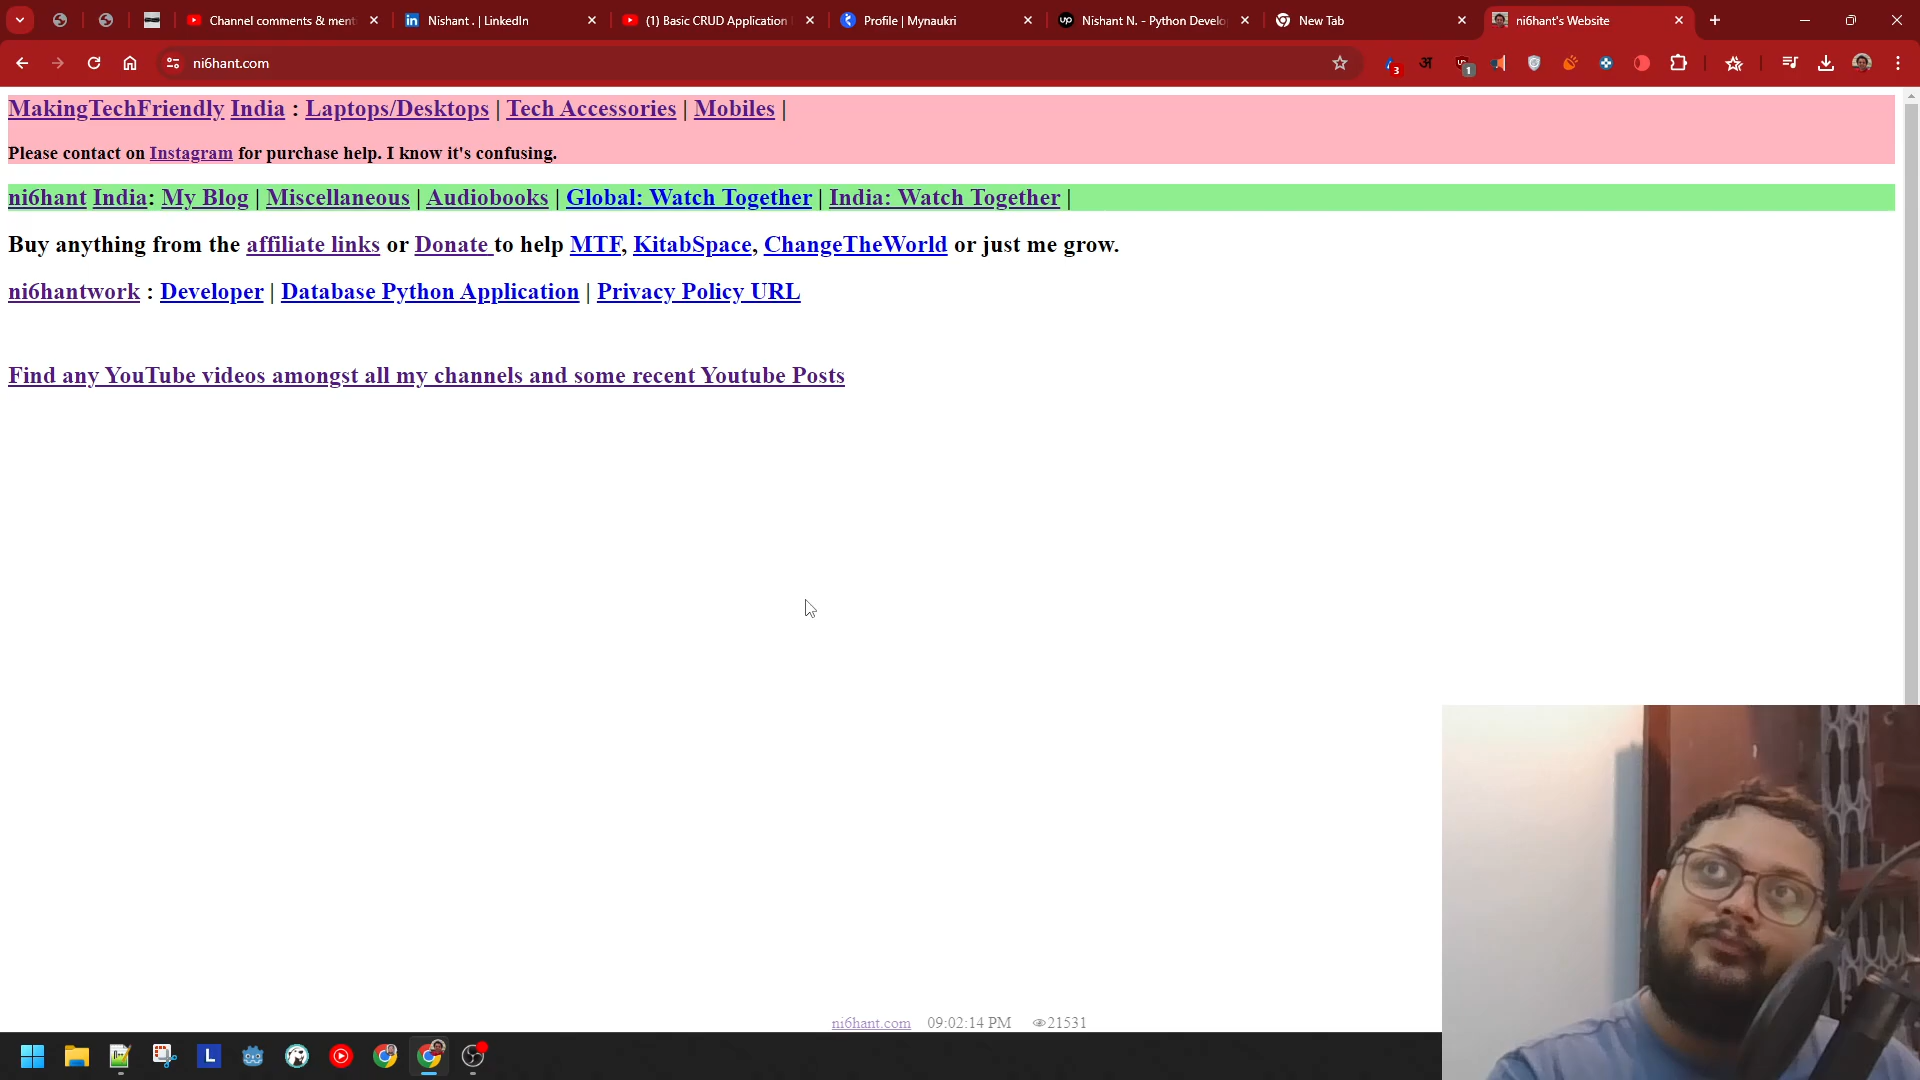 Channel comments & ment
Nishant . | LinkedIn
(1) Basic CRUD Application
Profile | Mynaukri
up Nishant N. - Python Develo
New Tab
ni6hant's Website
ni6hant.com
अ
3
1
MakingTechFriendly India : Laptops/Desktops | Tech Accessories | Mobiles |
Please contact on Instagram for purchase help. I know it's confusing.
ni6hant India: My Blog | Miscellaneous | Audiobooks | Global: Watch Together | India: Watch Together |
Buy anything from the affiliate links or Donate to help MTF, KitabSpace, ChangeTheWorld or just me grow.
ni6hantwork : Developer | Database Python Application | Privacy Policy URL
Find any YouTube videos amongst all my channels and some recent Youtube Posts
ni6hant.com 09:02:14 PM 21531
L